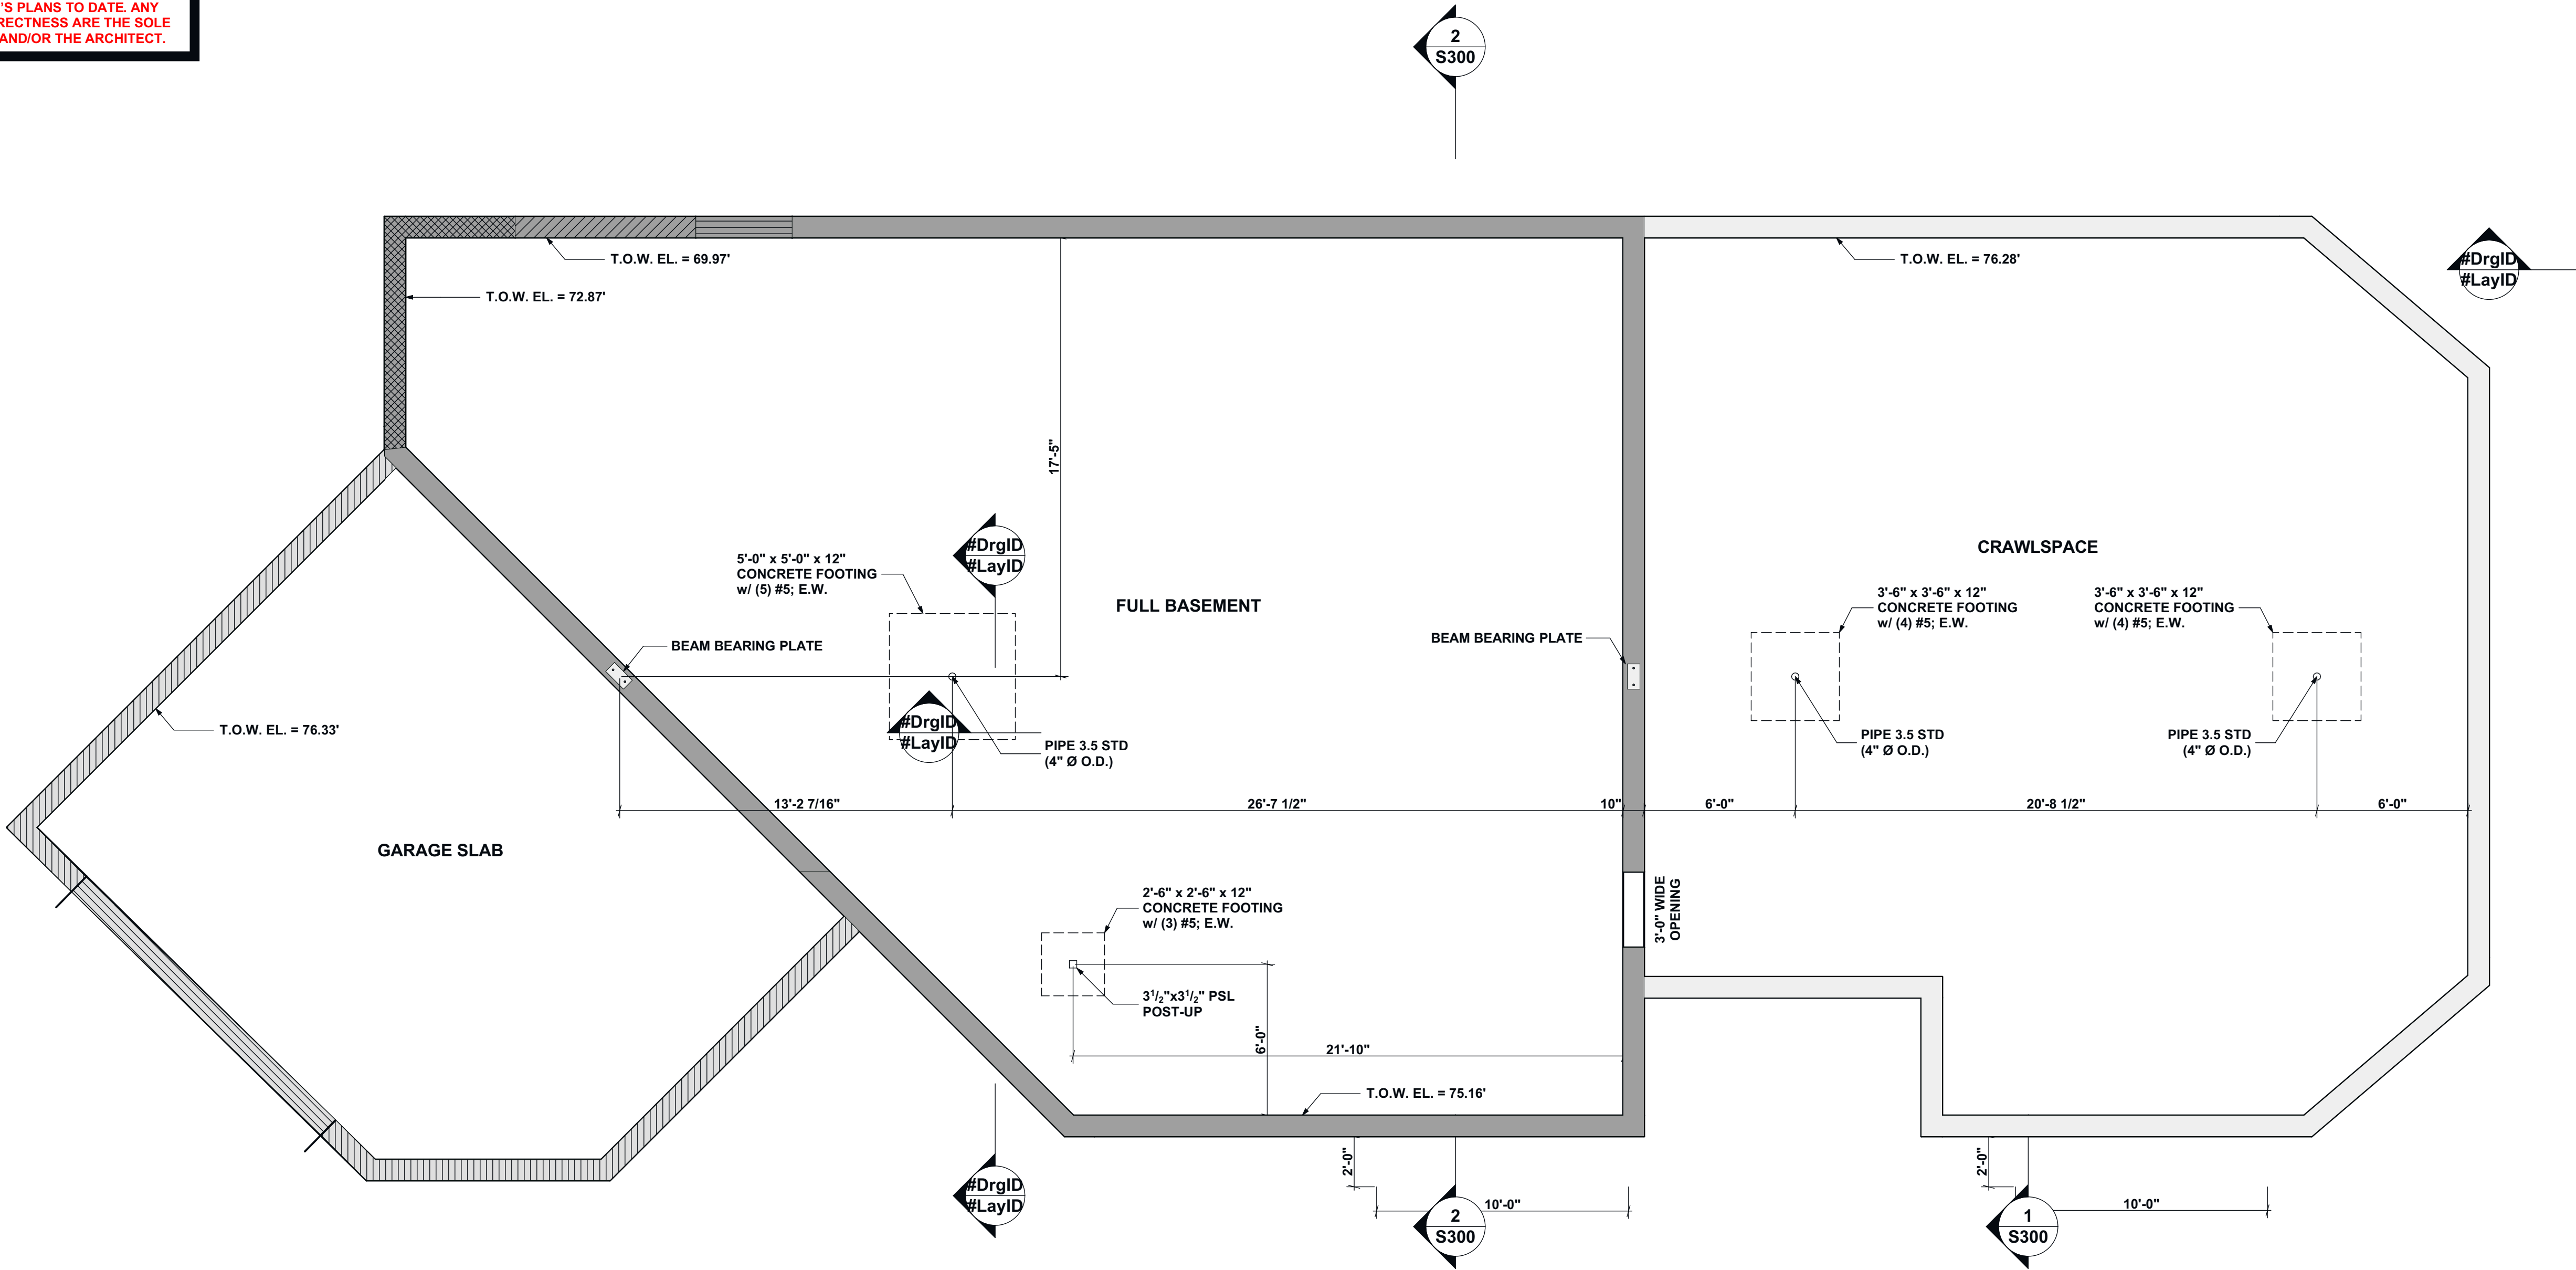 'S PLANS TO DATE. ANY
RECTNESS ARE THE SOLE
AND/OR THE ARCHITECT.
2
S300
T.O.W. EL. = 69.97'
T.O.W. EL. = 72.87'
T.O.W. EL. = 76.28'
#DrgID
#LayID
17'-5"
#DrgID
#LayID
5'-0" x 5'-0" x 12"
CONCRETE FOOTING
w/ (5) #5; E.W.
FULL BASEMENT
CRAWLSPACE
3'-6" x 3'-6" x 12"
CONCRETE FOOTING
w/ (4) #5; E.W.
3'-6" x 3'-6" x 12"
CONCRETE FOOTING
w/ (4) #5; E.W.
BEAM BEARING PLATE
BEAM BEARING PLATE
T.O.W. EL. = 76.33'
#DrgID
#LayID
PIPE 3.5 STD
(4" Ø O.D.)
PIPE 3.5 STD
(4" Ø O.D.)
PIPE 3.5 STD
(4" Ø O.D.)
13'-2 7/16"
26'-7 1/2"
10"
6'-0"
20'-8 1/2"
6'-0"
GARAGE SLAB
2'-6" x 2'-6" x 12"
CONCRETE FOOTING
w/ (3) #5; E.W.
3'-0" WIDE
OPENING
3 1/2"x3 1/2" PSL
POST-UP
6'-0"
21'-10"
T.O.W. EL. = 75.16'
2'-0"
2'-0"
#DrgID
#LayID
10'-0"
2
S300
10'-0"
1
S300